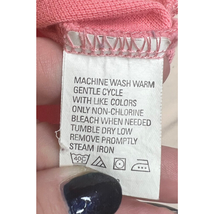 MACHINE WASH WARM
GENTLE CYCLE
WITH LIKE COLORS
ONLY NON-CHLORINE
BLEACH WHEN NEEDED
TUMBLE DRY LOW
REMOVE PROMPTLY
STEAM IRON
40C